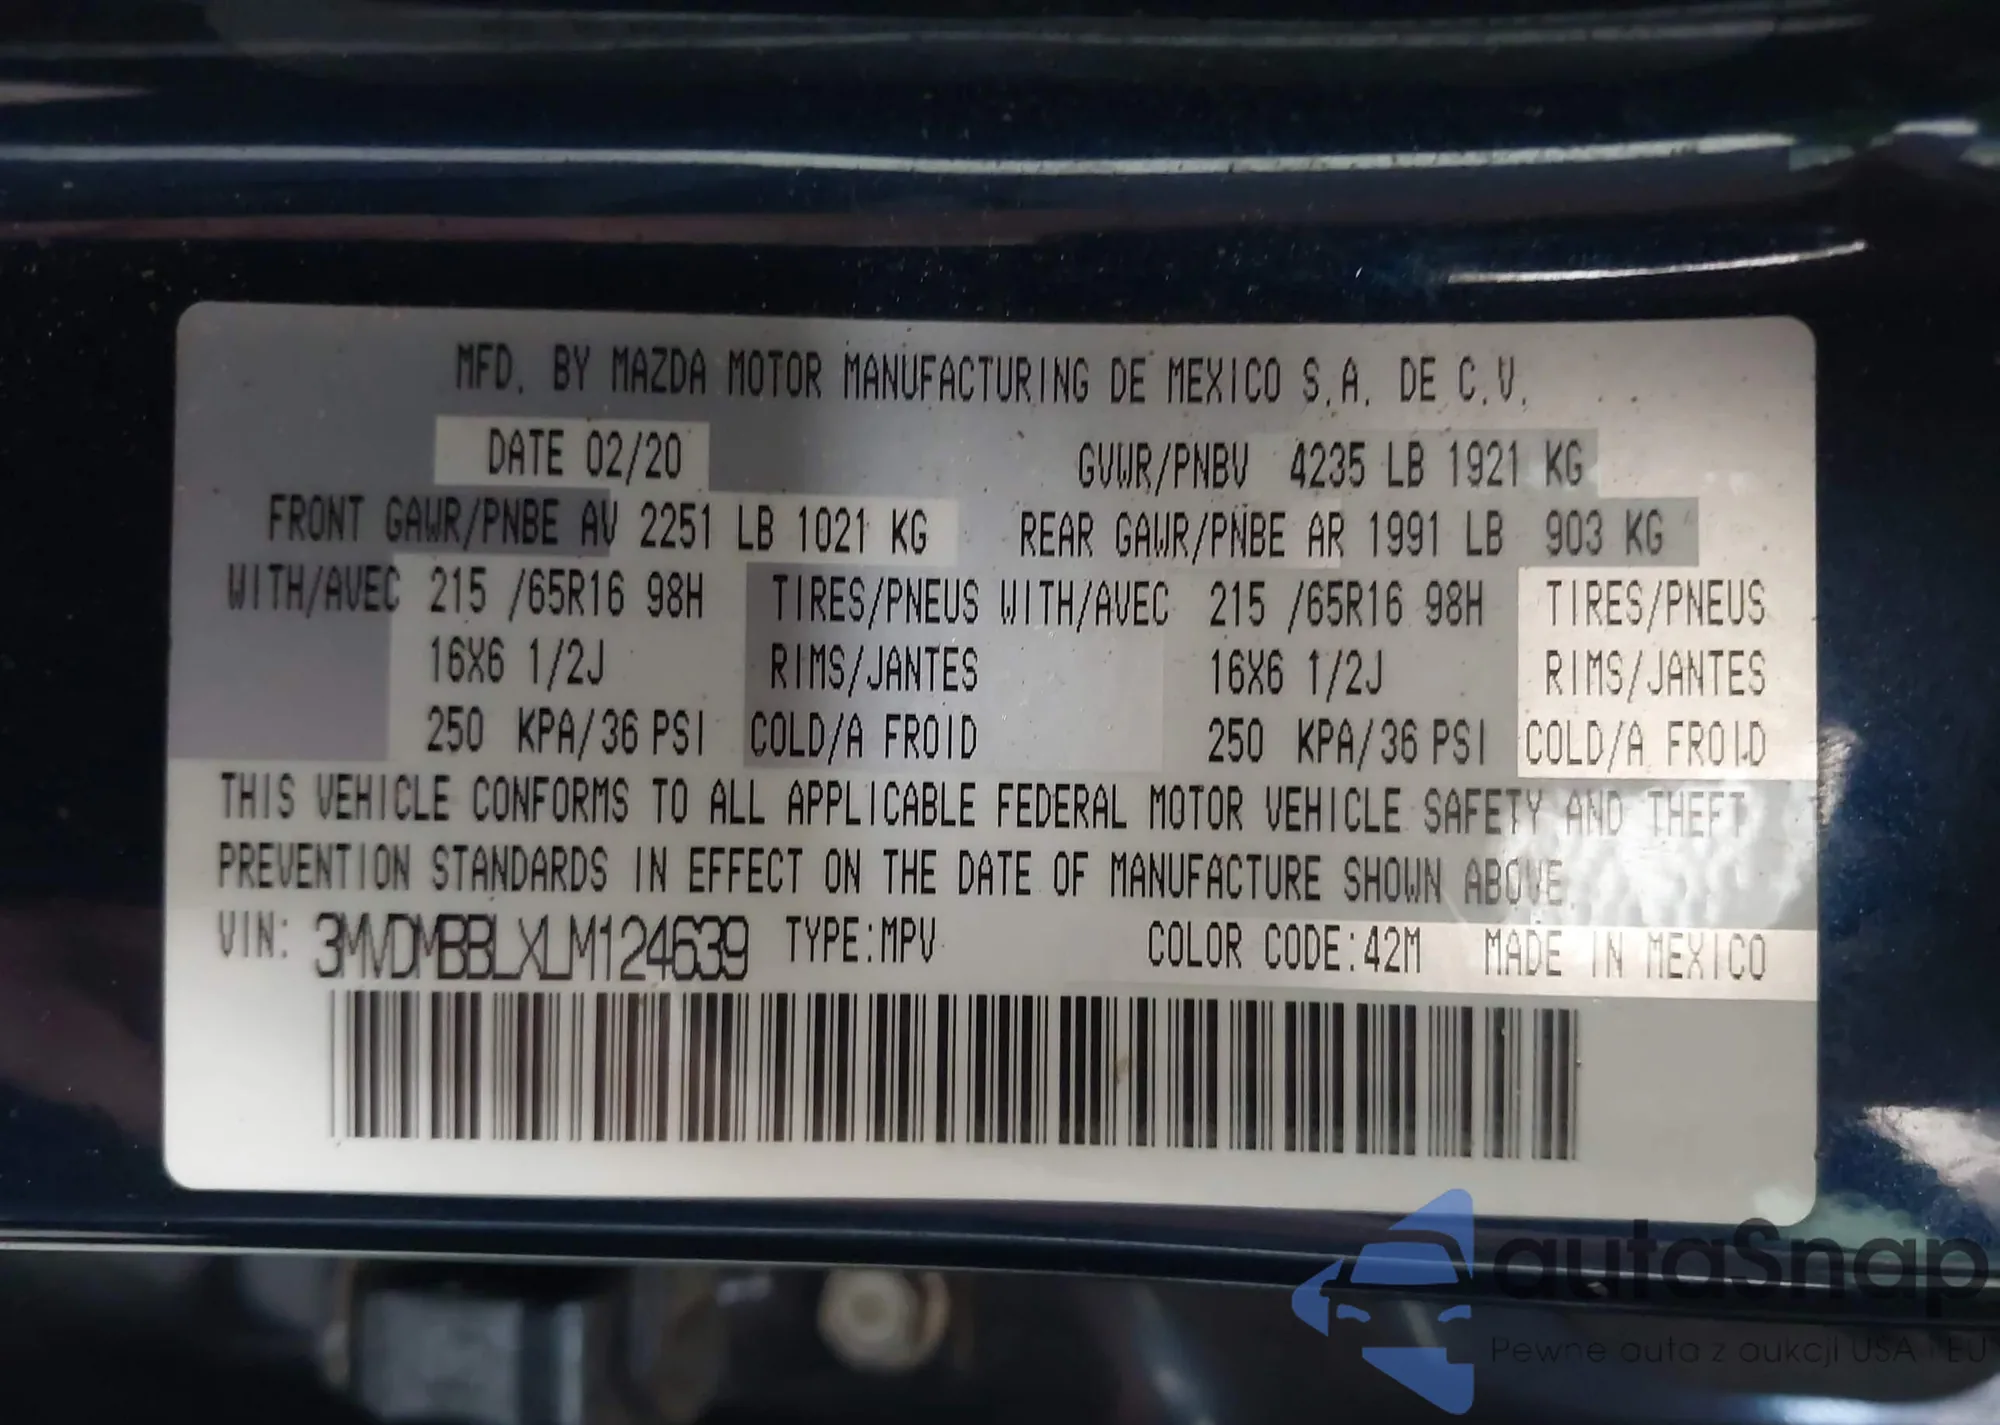 MFD. BY MAZDA MOTOR MANUFACTURING DE MEXICO S.A. DE C.V.
DATE 02/20 GVWR/PNBV 4235 LB 1921 KG
FRONT GAWR/PNBE AV 2251 LB 1021 KG REAR GAWR/PNBE AR 1991 LB 903 KG
WITH/AVEC 215 /65R16 98H TIRES/PNEUS WITH/AVEC 215 /65R16 98H TIRES/PNEUS
16X6 1/2J RIMS/JANTES 16X6 1/2J RIMS/JANTES
250 KPA/36 PSI COLD/A FROID 250 KPA/36 PSI COLD/A FROID
THIS VEHICLE CONFORMS TO ALL APPLICABLE FEDERAL MOTOR VEHICLE SAFETY AND THEFT
PREVENTION STANDARDS IN EFFECT ON THE DATE OF MANUFACTURE SHOWN ABOVE.
VIN: 3MVDMBBLXLM124639 TYPE:MPV COLOR CODE:42M MADE IN MEXICO
autaSnap
Pewne auta z aukcji USA i EU